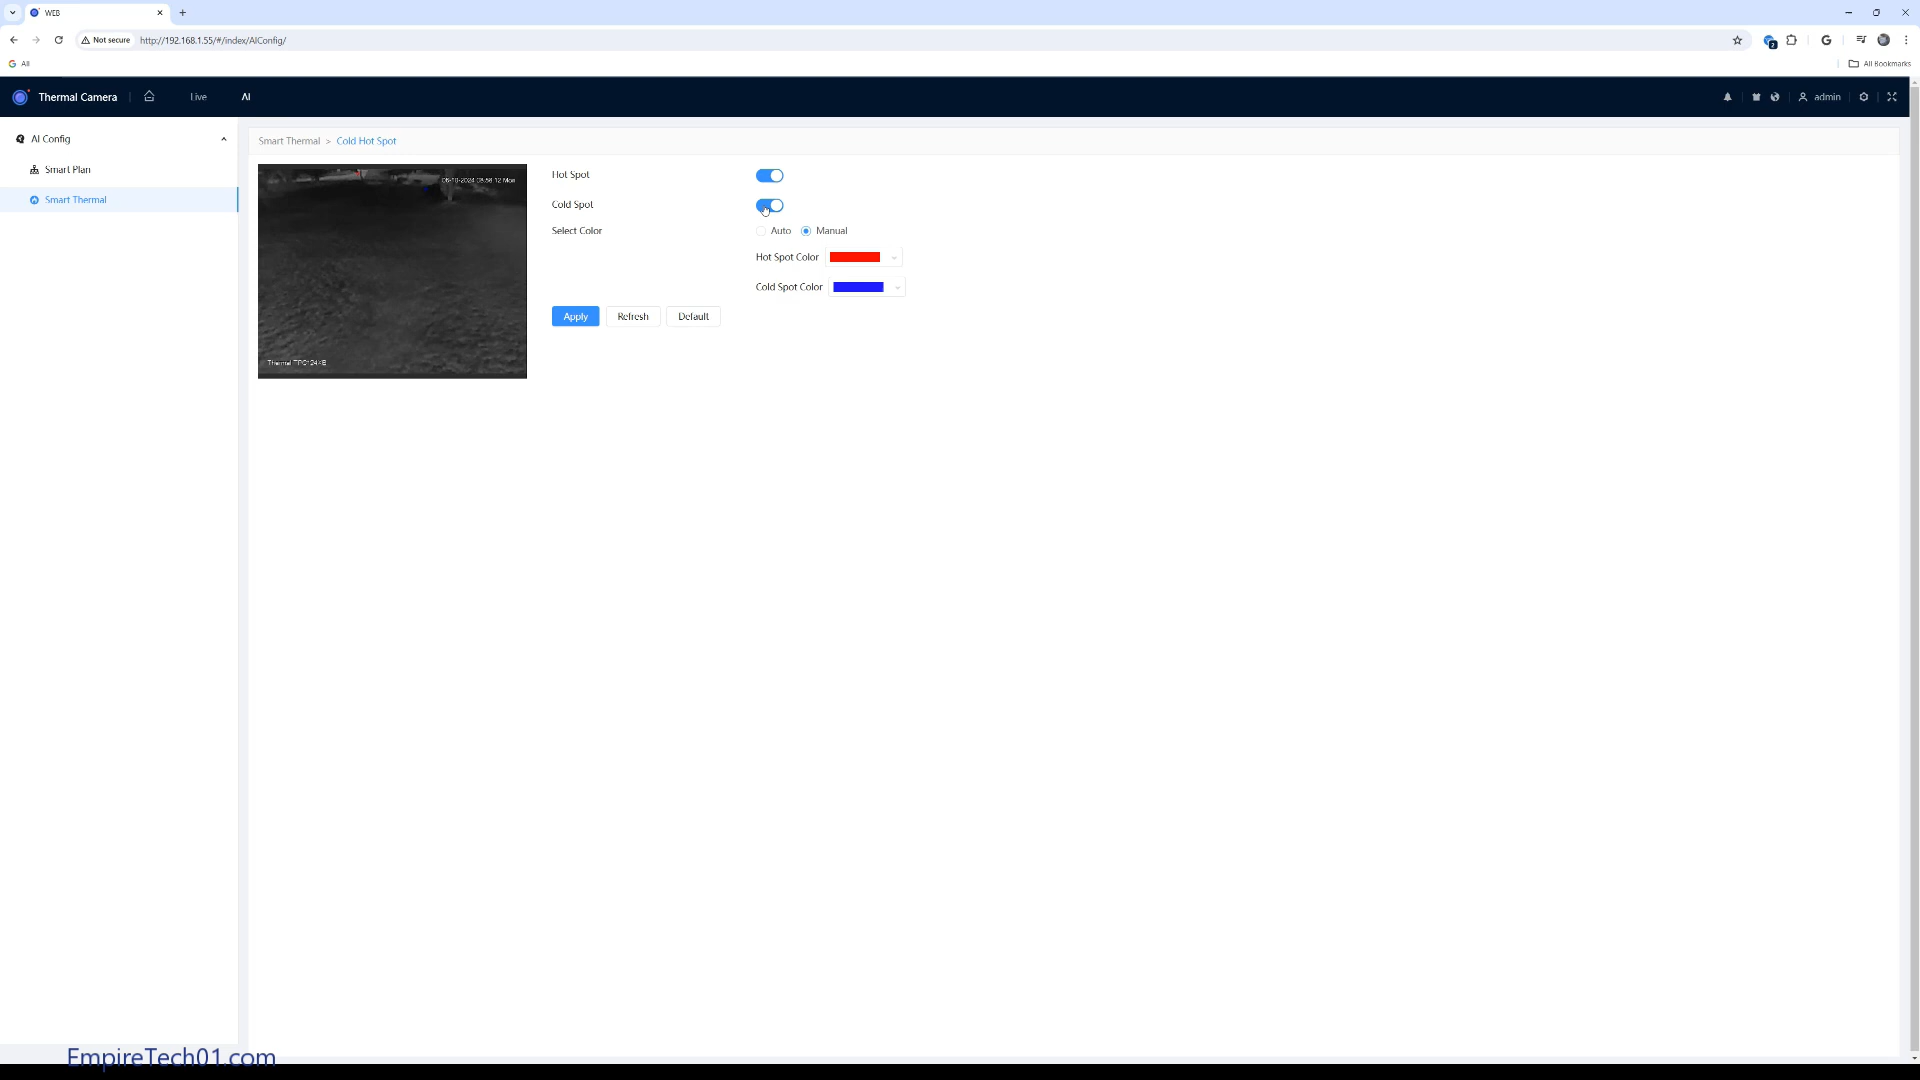 WEB
Not secure
http://192.168.1.55/#/index/AIConfig/
2
G
G All
All Bookmarks
Thermal Camera
Live
AI
admin
AI Config
Smart Plan
Smart Thermal
Smart Thermal > Cold Hot Spot
Hot Spot
Cold Spot
Select Color
Auto
Manual
Hot Spot Color
Cold Spot Color
Apply
Refresh
Default
Thermal
EmpireTech01.com